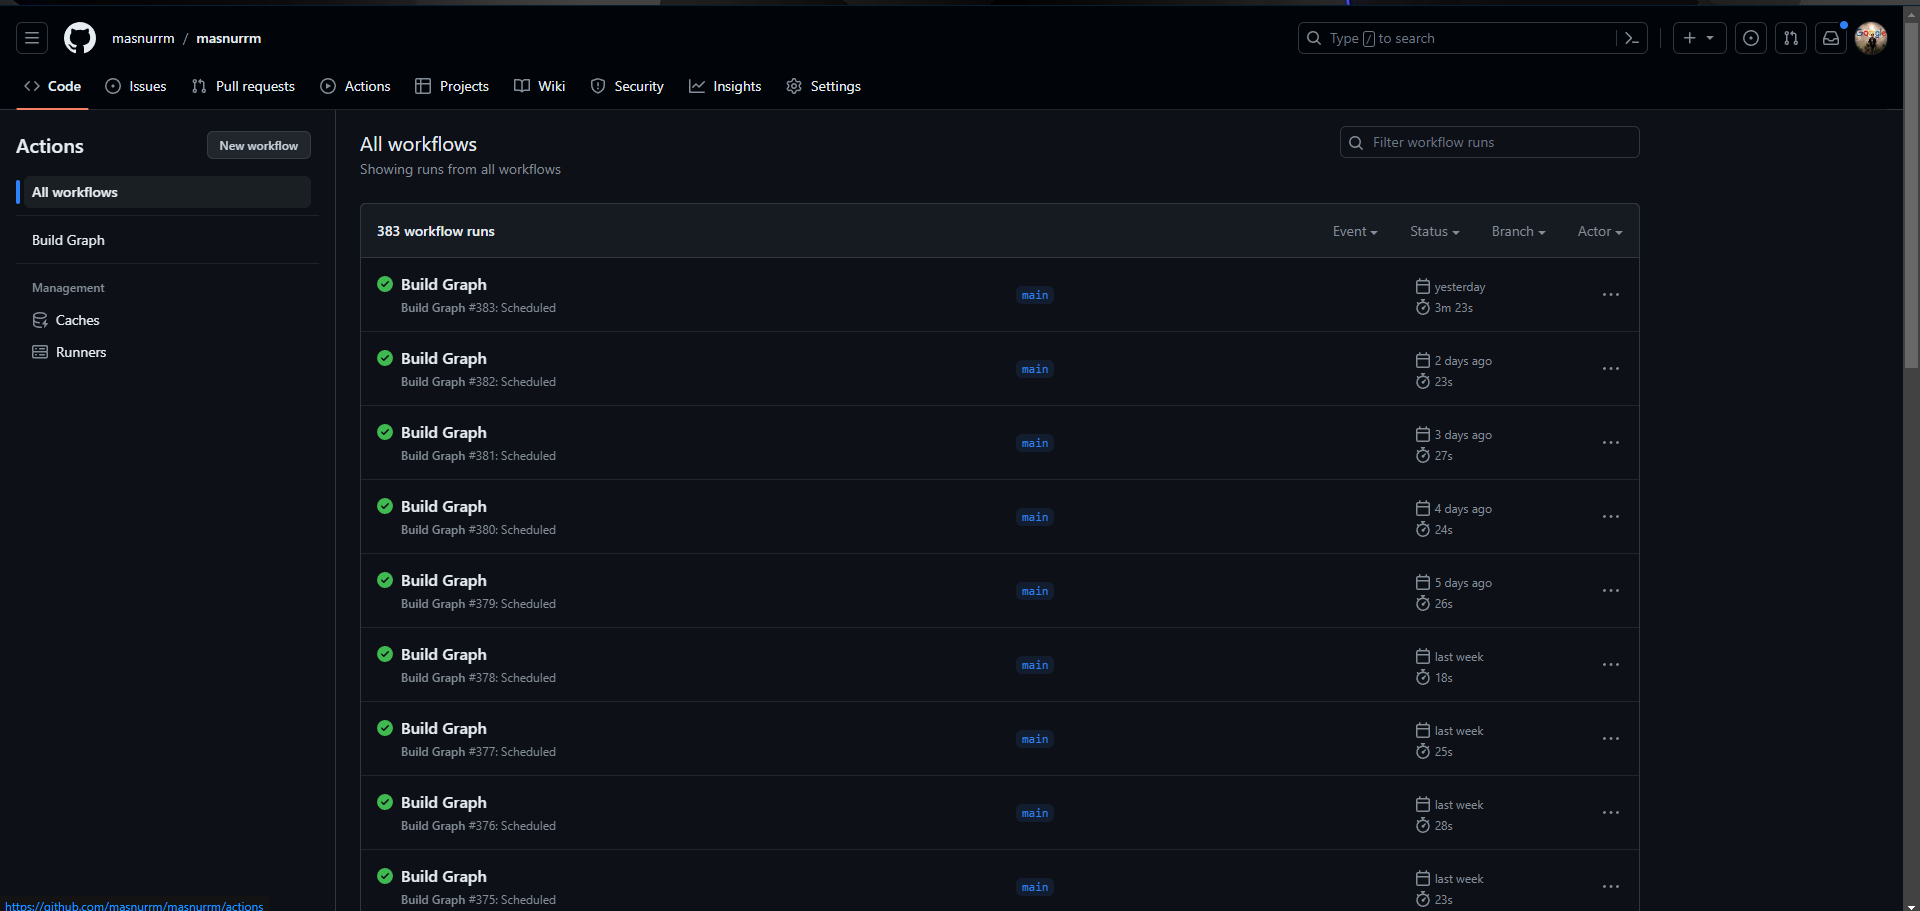 masnurrm / masnurrm
Type / to search
Code Issues Pull requests Actions Projects Wiki Security Insights Settings
Actions
New workflow
All workflows
Build Graph
Management
Caches
Runners
All workflows
Showing runs from all workflows
Filter workflow runs
383 workflow runs
Event Status Branch Actor
Build Graph
Build Graph #383: Scheduled
main
yesterday
3m 23s
Build Graph
Build Graph #382: Scheduled
main
2 days ago
23s
Build Graph
Build Graph #381: Scheduled
main
3 days ago
27s
Build Graph
Build Graph #380: Scheduled
main
4 days ago
24s
Build Graph
Build Graph #379: Scheduled
main
5 days ago
26s
Build Graph
Build Graph #378: Scheduled
main
last week
18s
Build Graph
Build Graph #377: Scheduled
main
last week
25s
Build Graph
Build Graph #376: Scheduled
main
last week
28s
Build Graph
Build Graph #375: Scheduled
main
last week
23s
https://github.com/masnurrm/masnurrm/actions